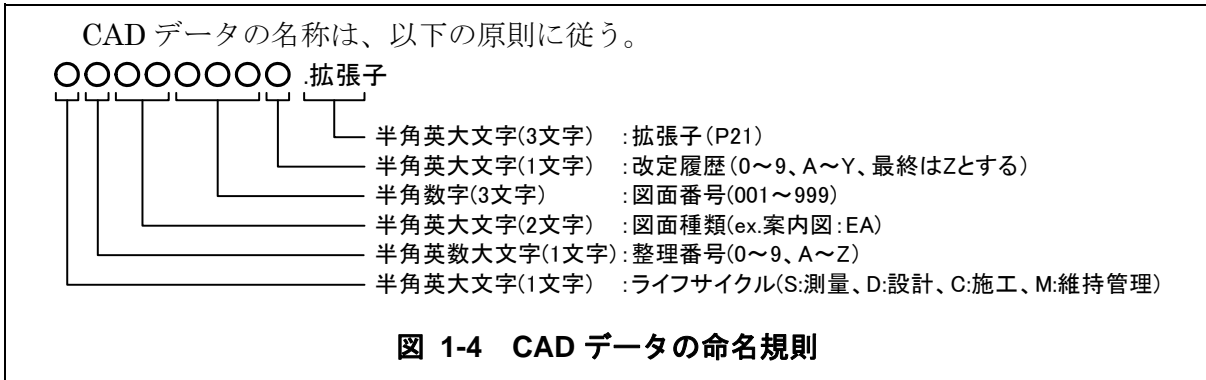 CAD データの名称は、以下の原則に従う。
○○○○○○○○.拡張子
半角英大文字(3文字) :拡張子(P21)
半角英大文字(1文字) :改定履歴(0～9、A～Y、最終はZとする)
半角数字(3文字) :図面番号(001～999)
半角英大文字(2文字) :図面種類(ex.案内図:EA)
半角英数大文字(1文字):整理番号(0～9、A～Z)
半角英大文字(1文字) :ライフサイクル(S:測量、D:設計、C:施工、M:維持管理)
図 1-4 CAD データの命名規則